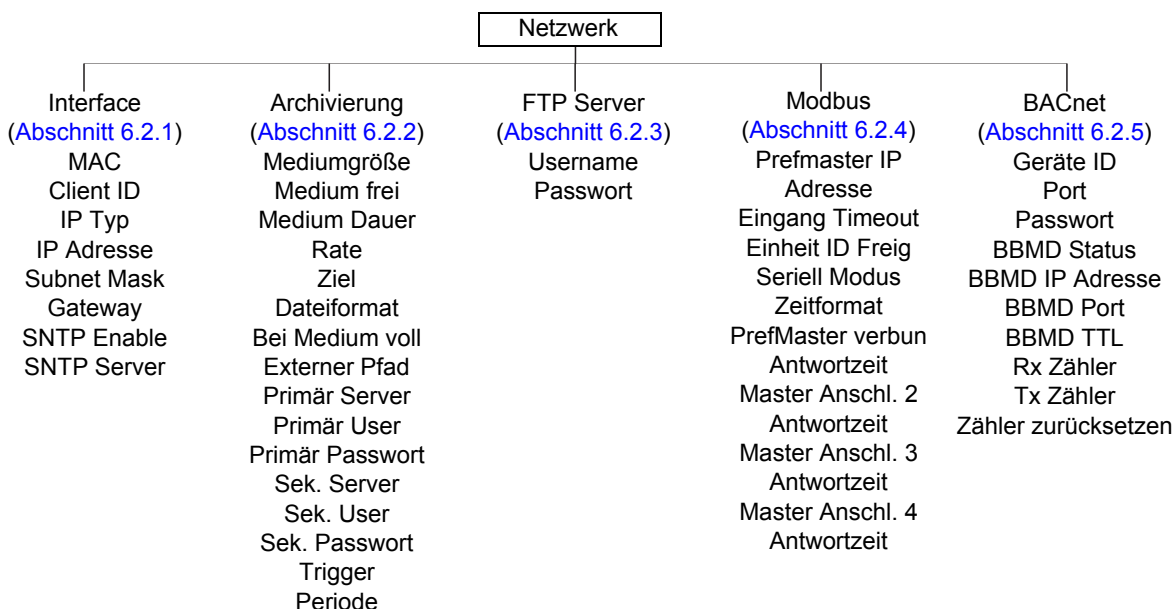 Netzwerk
Interface
(Abschnitt 6.2.1)
MAC
Client ID
IP Typ
IP Adresse
Subnet Mask
Gateway
SNTP Enable
SNTP Server
Archivierung
(Abschnitt 6.2.2)
Mediumgröße
Medium frei
Medium Dauer
Rate
Ziel
Dateiformat
Bei Medium voll
Externer Pfad
Primär Server
Primär User
Primär Passwort
Sek. Server
Sek. User
Sek. Passwort
Trigger
Periode
FTP Server
(Abschnitt 6.2.3)
Username
Passwort
Modbus
(Abschnitt 6.2.4)
Prefmaster IP
Adresse
Eingang Timeout
Einheit ID Freig
Seriell Modus
Zeitformat
PrefMaster verbun
Antwortzeit
Master Anschl. 2
Antwortzeit
Master Anschl. 3
Antwortzeit
Master Anschl. 4
Antwortzeit
BACnet
(Abschnitt 6.2.5)
Geräte ID
Port
Passwort
BBMD Status
BBMD IP Adresse
BBMD Port
BBMD TTL
Rx Zähler
Tx Zähler
Zähler zurücksetzen